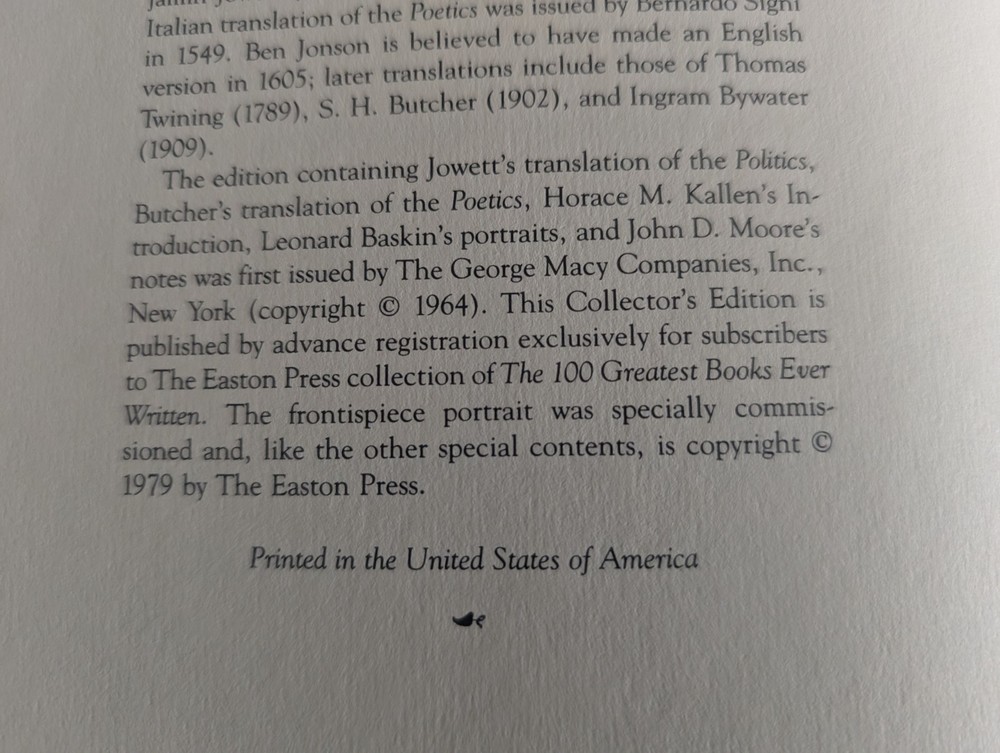 Italian translation of the Poetics was issued by Bernardo Signi
in 1549. Ben Jonson is believed to have made an English
version in 1605; later translations include those of Thomas
Twining (1789), S. H. Butcher (1902), and Ingram Bywater
(1909).
The edition containing Jowett's translation of the Politics,
Butcher's translation of the Poetics, Horace M. Kallen's In-
troduction, Leonard Baskin's portraits, and John D. Moore's
notes was first issued by The George Macy Companies, Inc.,
New York (copyright © 1964). This Collector's Edition is
published by advance registration exclusively for subscribers
to The Easton Press collection of The 100 Greatest Books Ever
Written. The frontispiece portrait was specially commis-
sioned and, like the other special contents, is copyright ©
1979 by The Easton Press.
Printed in the United States of America